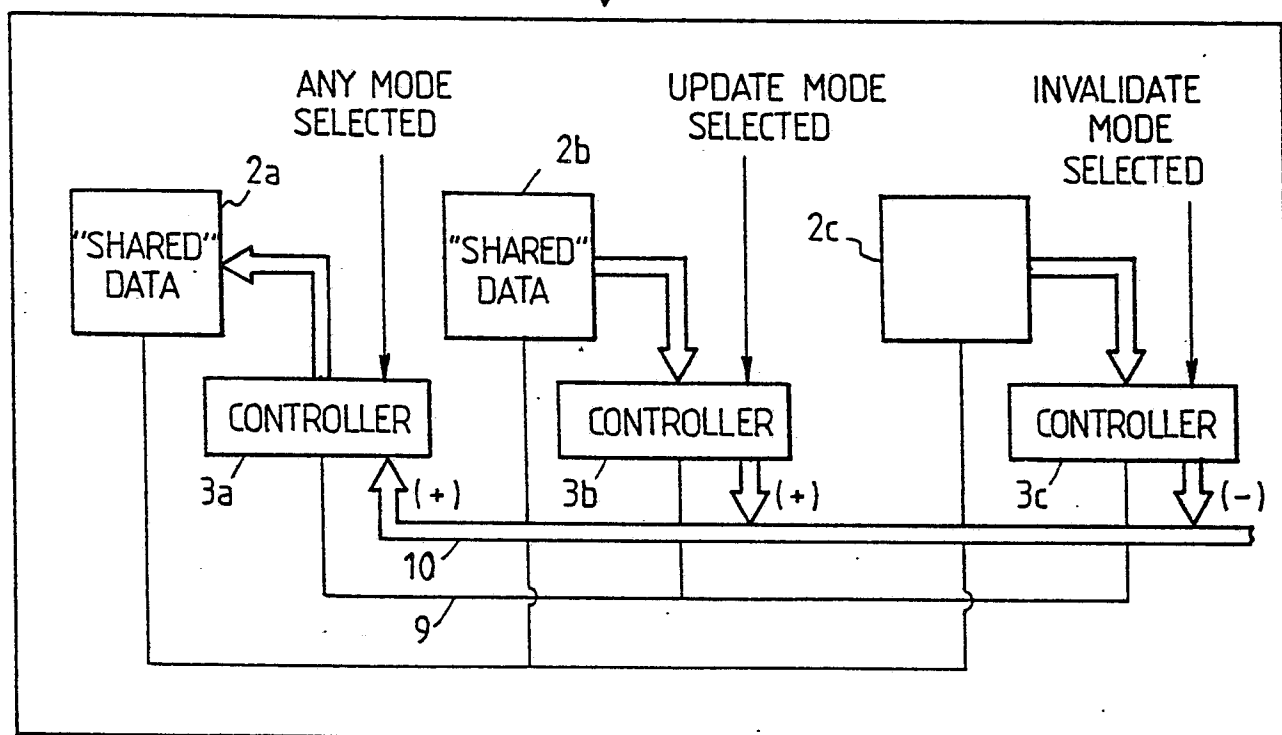 ANY MODE
SELECTED
UPDATE MODE
SELECTED
INVALIDATE
MODE
SELECTED
2a
2b
2c
"SHARED"
DATA
"SHARED"
DATA
CONTROLLER
CONTROLLER
CONTROLLER
3a
(+)
3b
(+)
3c
(-)
10
9